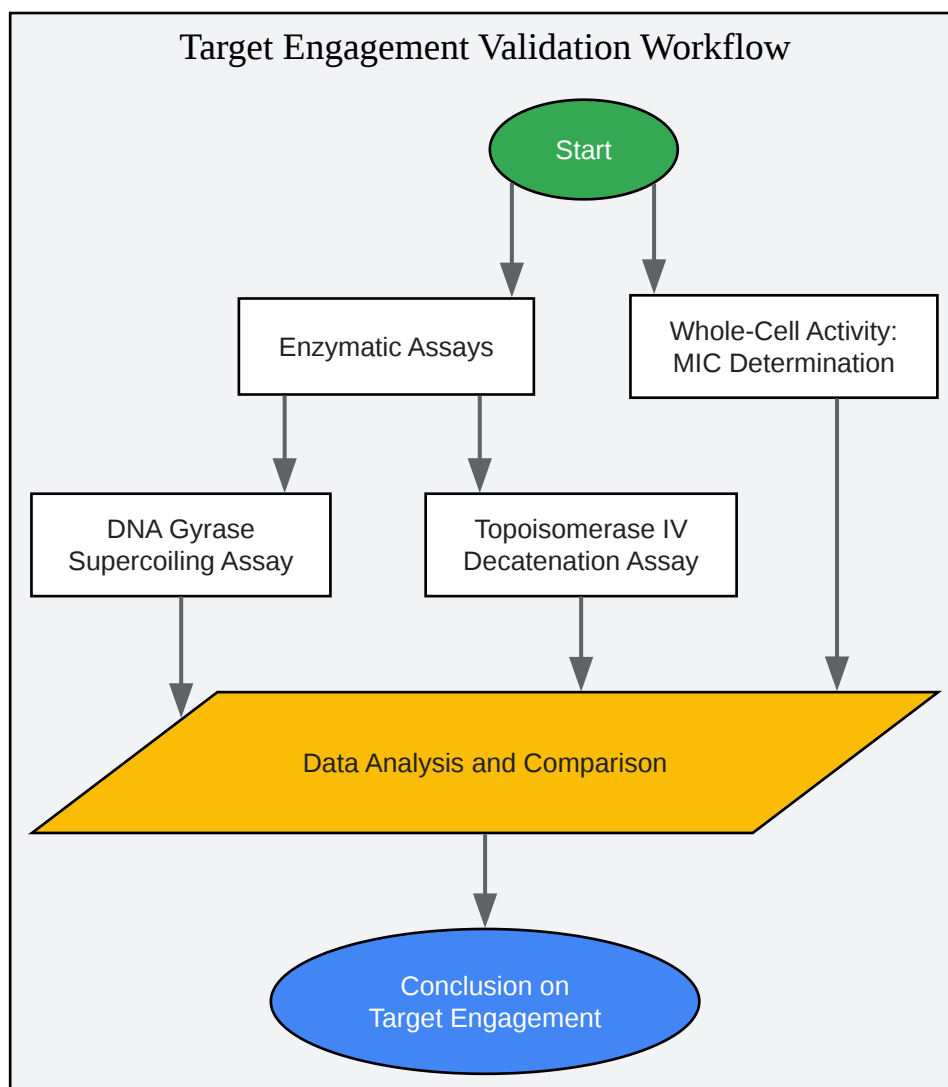 Target Engagement Validation Workflow
Start
Enzymatic Assays
Whole-Cell Activity:
MIC Determination
DNA Gyrase
Supercoiling Assay
Topoisomerase IV
Decatenation Assay
Data Analysis and Comparison
Conclusion on
Target Engagement